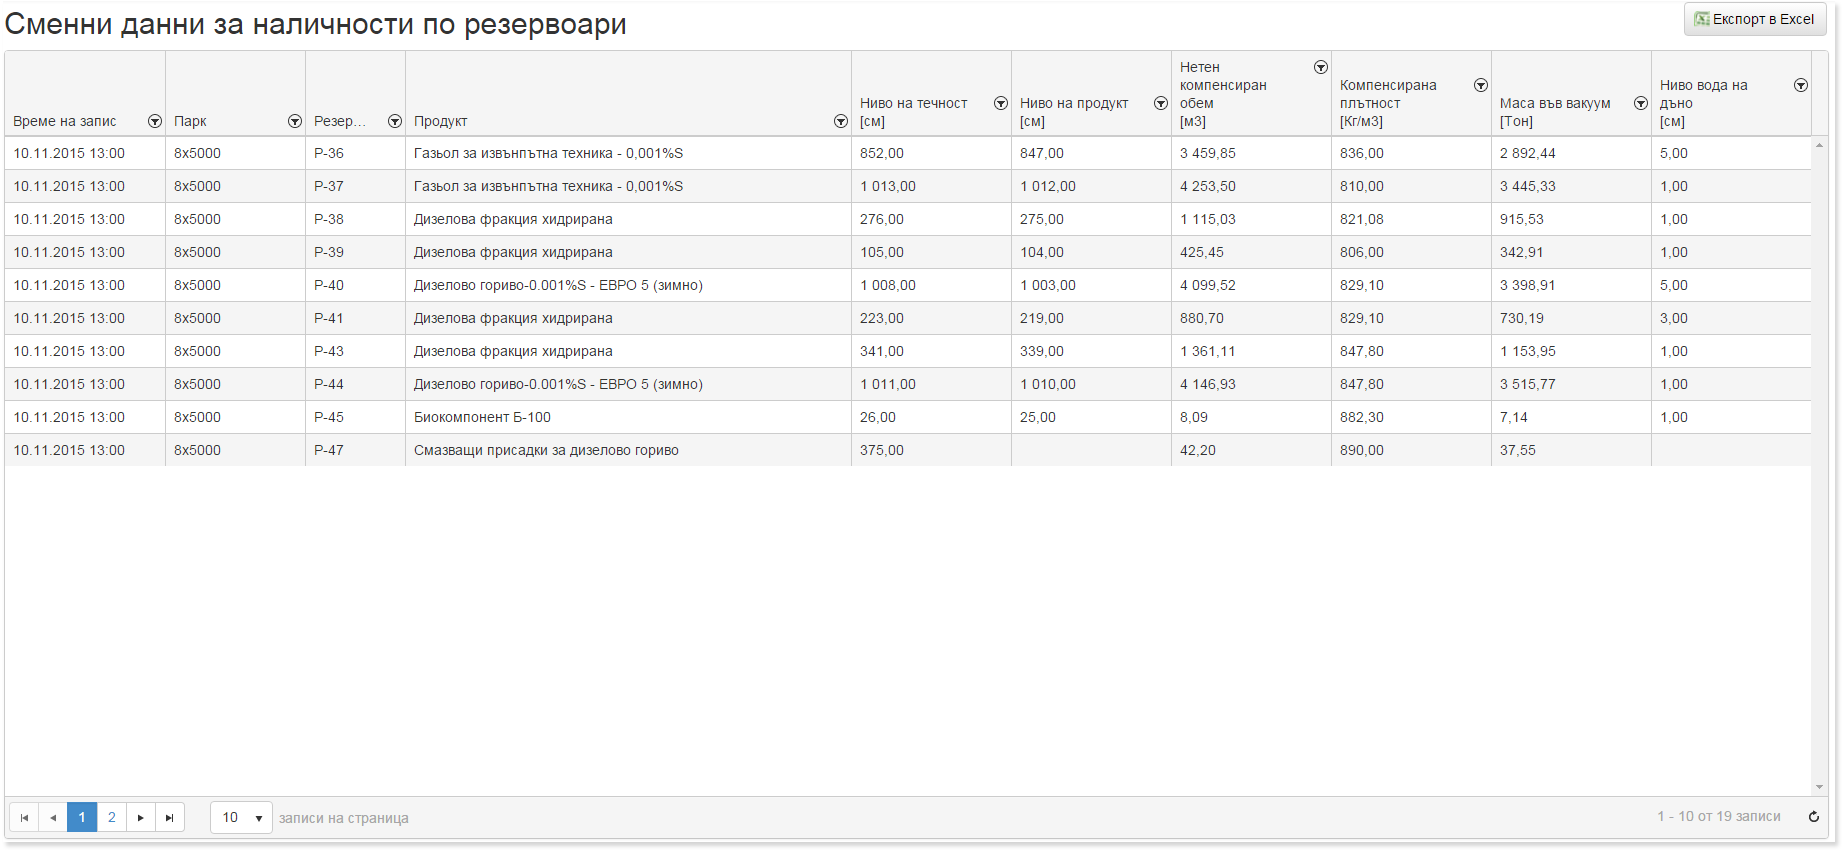 Сменни данни за наличности по резервоари
Експорт в Excel
Време на запис Парк Резер... Продукт Ниво на течност [см] Ниво на продукт [см] Нетен компенсиран обем [м3] Компенсирана плътност [Кг/м3] Маса във вакуум [Тон] Ниво вода на дъно [см]
10.11.2015 13:00 8x5000 Р-36 Газьол за извънпътна техника - 0,001%S 852,00 847,00 3 459,85 836,00 2 892,44 5,00
10.11.2015 13:00 8x5000 Р-37 Газьол за извънпътна техника - 0,001%S 1 013,00 1 012,00 4 253,50 810,00 3 445,33 1,00
10.11.2015 13:00 8x5000 Р-38 Дизелова фракция хидрирана 276,00 275,00 1 115,03 821,08 915,53 1,00
10.11.2015 13:00 8x5000 Р-39 Дизелова фракция хидрирана 105,00 104,00 425,45 806,00 342,91 1,00
10.11.2015 13:00 8x5000 Р-40 Дизелово гориво-0.001%S - ЕВРО 5 (зимно) 1 008,00 1 003,00 4 099,52 829,10 3 398,91 5,00
10.11.2015 13:00 8x5000 Р-41 Дизелова фракция хидрирана 223,00 219,00 880,70 829,10 730,19 3,00
10.11.2015 13:00 8x5000 Р-43 Дизелова фракция хидрирана 341,00 339,00 1 361,11 847,80 1 153,95 1,00
10.11.2015 13:00 8x5000 Р-44 Дизелово гориво-0.001%S - ЕВРО 5 (зимно) 1 011,00 1 010,00 4 146,93 847,80 3 515,77 1,00
10.11.2015 13:00 8x5000 Р-45 Биокомпонент Б-100 26,00 25,00 8,09 882,30 7,14 1,00
10.11.2015 13:00 8x5000 Р-47 Смазващи присадки за дизелово гориво 375,00 42,20 890,00 37,55
1 2 10 записи на страница 1 - 10 от 19 записи